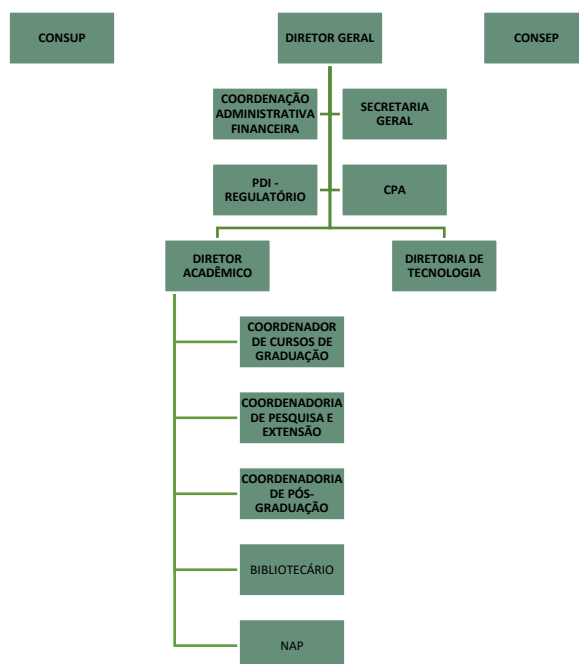 CONSUP
DIRETOR GERAL
CONSEP
COORDENAÇÃO
ADMINISTRATIVA
FINANCEIRA
SECRETARIA
GERAL
PDI -
REGULATÓRIO
CPA
DIRETOR
ACADÊMICO
DIRETORIA DE
TECNOLOGIA
COORDENADOR
DE CURSOS DE
GRADUAÇÃO
COORDENADORIA
DE PESQUISA E
EXTENSÃO
COORDENADORIA
DE PÓS-
GRADUAÇÃO
BIBLIOTECÁRIO
NAP